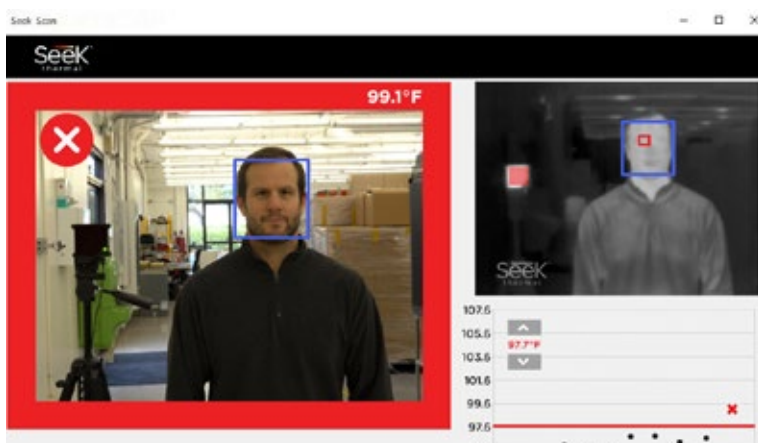 Seek Scan
Seek
thermal
99.1°F
Seek
thermal
107.6
105.6
97.7°F
103.6
101.6
99.6
97.6